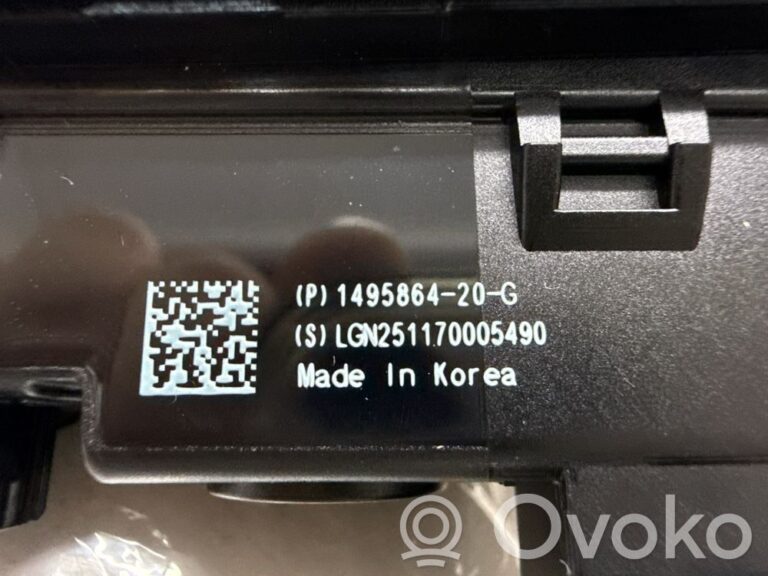 (P) 1495864-20-G
(S) LGN251170005490
Made In Korea
R Ovoko